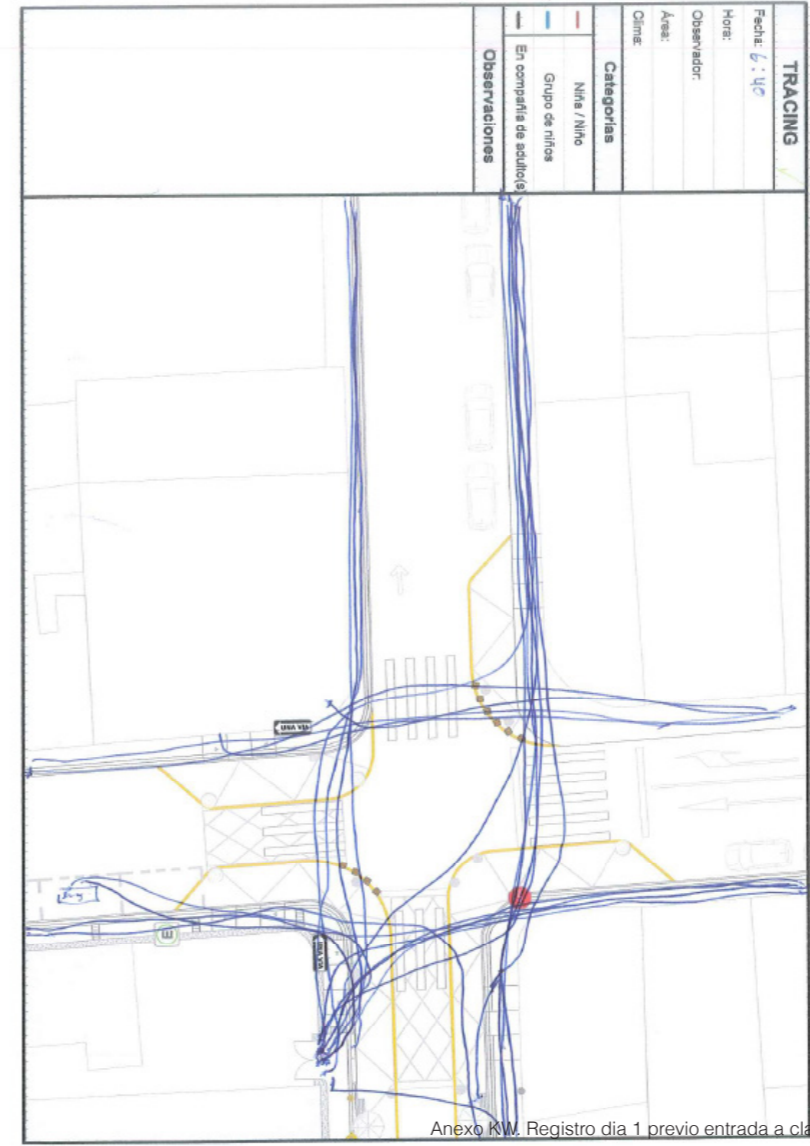 TRACING
Fecha: 6:40
Hora:
Observador:
Área:
Clima:
Categorías
Niña / Niño
Grupo de niños
En compañía de adulto(s)
Observaciones
UNA VIA
UNA VIA
E
Anexo KW. Registro dia 1 previo entrada a cla